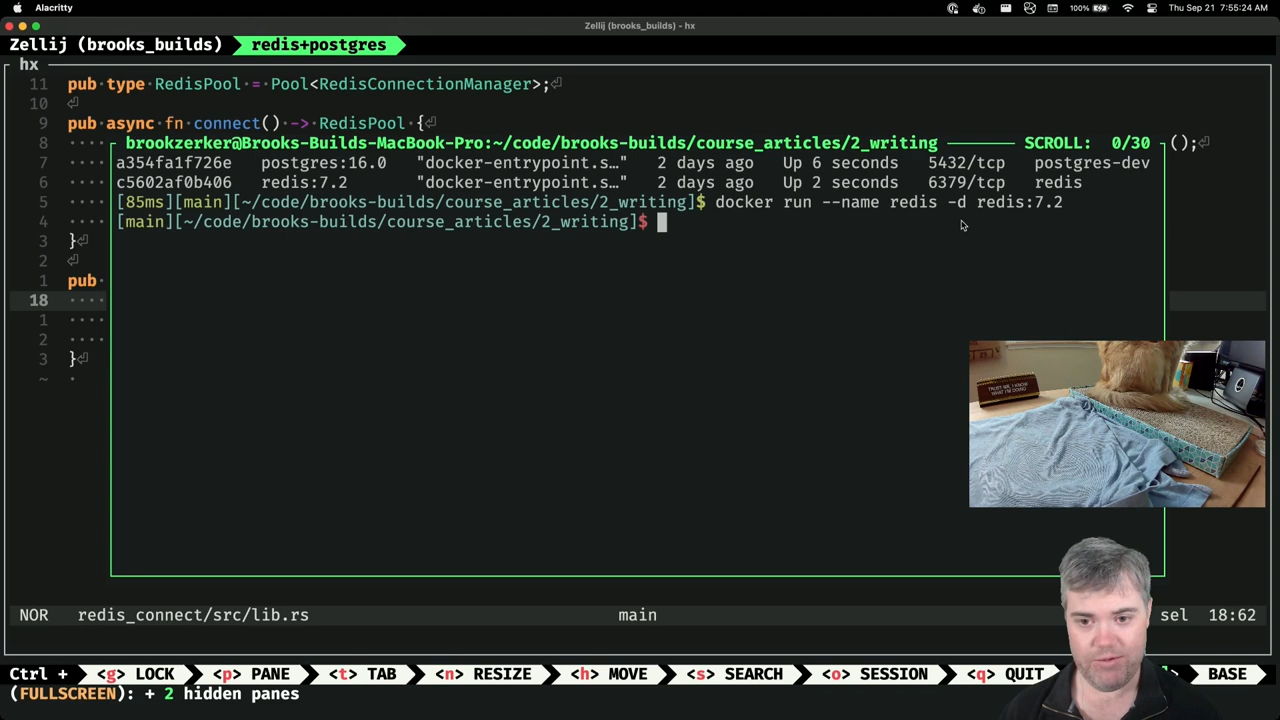 Alacritty
100%
Thu Sep 21 7:55:24 AM
Zellij (brooks_builds) - hx
Zellij (brooks_builds) redis+postgres
hx
11 pub type RedisPool = Pool<RedisConnectionManager>;
10
9 pub async fn connect() -> RedisPool {
8 brookzerker@Brooks-Builds-MacBook-Pro:~/code/brooks-builds/course_articles/2_writing SCROLL: 0/30 ();
7 a354fa1f726e postgres:16.0 "docker-entrypoint.s…" 2 days ago Up 6 seconds 5432/tcp postgres-dev
6 c5602af0b406 redis:7.2 "docker-entrypoint.s…" 2 days ago Up 2 seconds 6379/tcp redis
5 [85ms][main][~/code/brooks-builds/course_articles/2_writing]$ docker run --name redis -d redis:7.2
4 [main][~/code/brooks-builds/course_articles/2_writing]$
3 }
2
1 pub
18
1
2
3 }
~
TRUST ME, I KNOW
WHAT I'M DOING
NOR redis_connect/src/lib.rs main sel 18:62
Ctrl + <g> LOCK <p> PANE <t> TAB <n> RESIZE <h> MOVE <s> SEARCH <o> SESSION <q> QUIT BASE
(FULLSCREEN): + 2 hidden panes